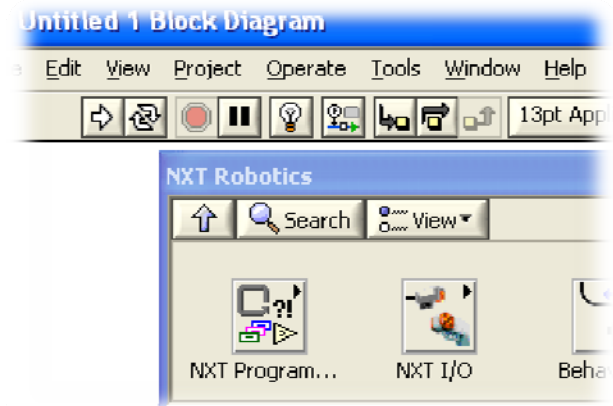 Untitled 1 Block Diagram
Edit View Project Operate Tools Window Help
13pt App
NXT Robotics
Search View
?!
NXT Program... NXT I/O Beha